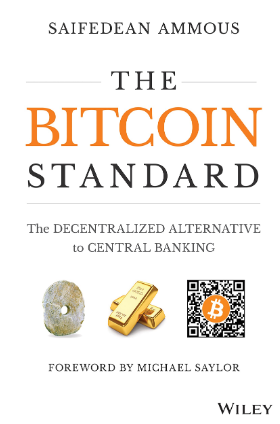 SAIFEDEAN AMMOUS
THE
BITCOIN
STANDARD
The DECENTRALIZED ALTERNATIVE
to CENTRAL BANKING
FOREWORD BY MICHAEL SAYLOR
WILEY